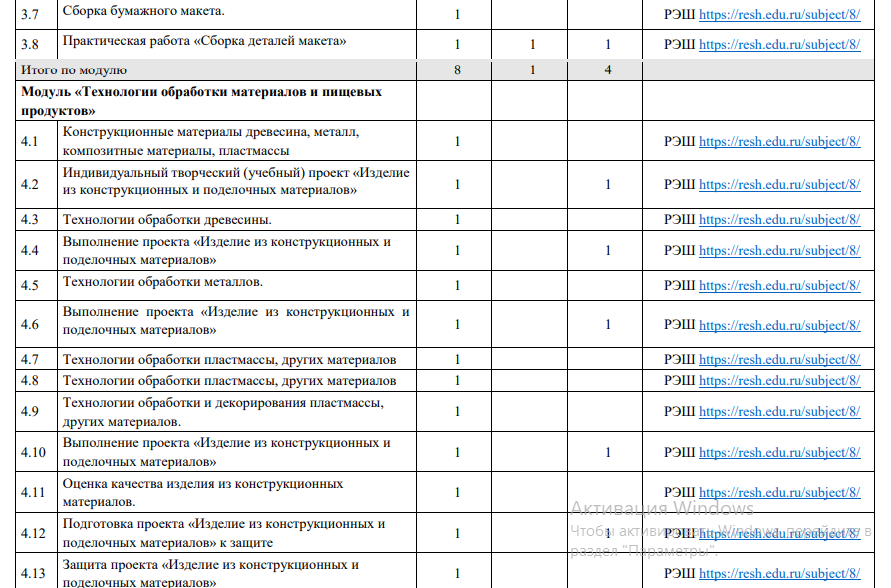 3.7 Сборка бумажного макета. 1 РЭШ https://resh.edu.ru/subject/8/
3.8 Практическая работа «Сборка деталей макета» 1 1 1 РЭШ https://resh.edu.ru/subject/8/
Итого по модулю 8 1 4
Модуль «Технологии обработки материалов и пищевых
продуктов»
4.1 Конструкционные материалы древесина, металл,
композитные материалы, пластмассы 1 РЭШ https://resh.edu.ru/subject/8/
4.2 Индивидуальный творческий (учебный) проект «Изделие
из конструкционных и поделочных материалов» 1 1 РЭШ https://resh.edu.ru/subject/8/
4.3 Технологии обработки древесины. 1 РЭШ https://resh.edu.ru/subject/8/
4.4 Выполнение проекта «Изделие из конструкционных и
поделочных материалов» 1 1 РЭШ https://resh.edu.ru/subject/8/
4.5 Технологии обработки металлов. 1 РЭШ https://resh.edu.ru/subject/8/
4.6 Выполнение проекта «Изделие из конструкционных и
поделочных материалов» 1 1 РЭШ https://resh.edu.ru/subject/8/
4.7 Технологии обработки пластмассы, других материалов 1 РЭШ https://resh.edu.ru/subject/8/
4.8 Технологии обработки пластмассы, других материалов 1 РЭШ https://resh.edu.ru/subject/8/
4.9 Технологии обработки и декорирования пластмассы,
других материалов. 1 РЭШ https://resh.edu.ru/subject/8/
4.10 Выполнение проекта «Изделие из конструкционных и
поделочных материалов» 1 1 РЭШ https://resh.edu.ru/subject/8/
4.11 Оценка качества изделия из конструкционных
материалов. 1 РЭШ https://resh.edu.ru/subject/8/
Активация Windows
4.12 Подготовка проекта «Изделие из конструкционных и
поделочных материалов» к защите 1 1 РЭШ https://resh.edu.ru/subject/8/
Чтобы активировать Windows, перейдите в
раздел "Параметры".
4.13 Защита проекта «Изделие из конструкционных и
поделочных материалов» 1 РЭШ https://resh.edu.ru/subject/8/